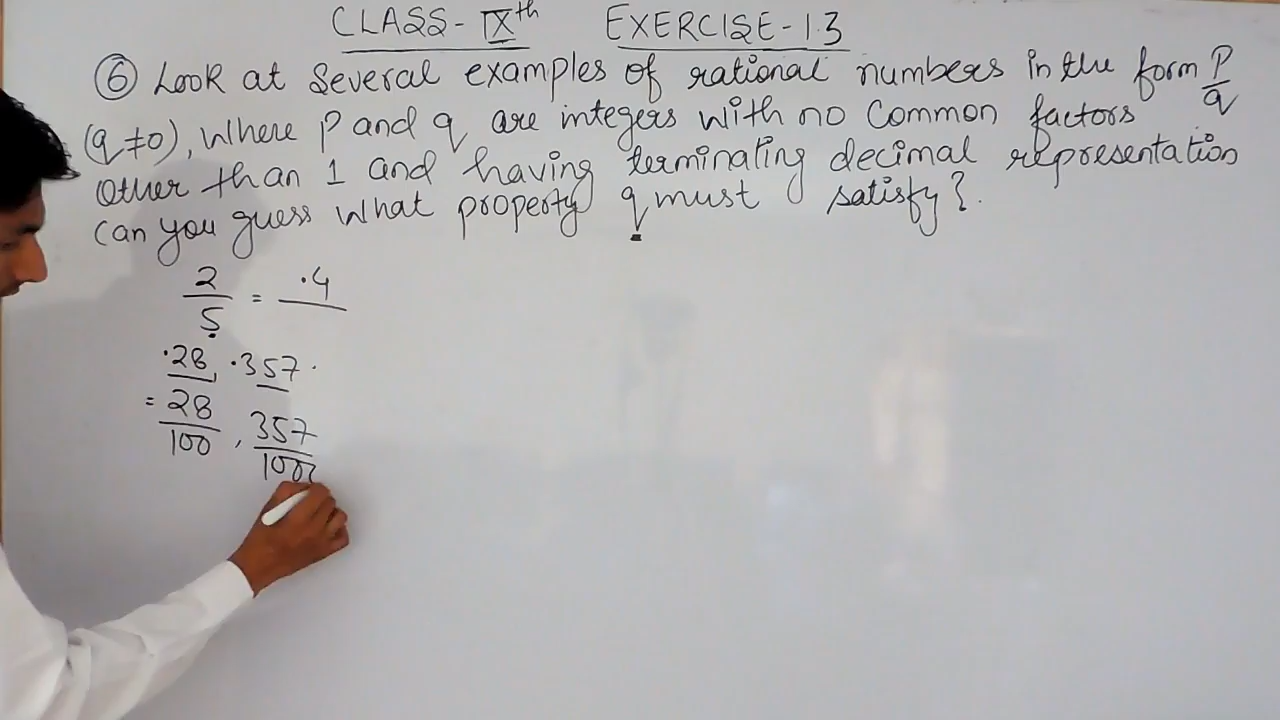 CLASS-IXth EXERCISE-1.3
⑥ Look at Several examples of rational numbers in the form P/q
(q≠0), Where P and q are integers with no Common factors
Other than 1 and having terminating decimal representation
Can you guess What property q must satisfy?.
2/5 = .4
.28, .357.
= 28/100, 357/1000